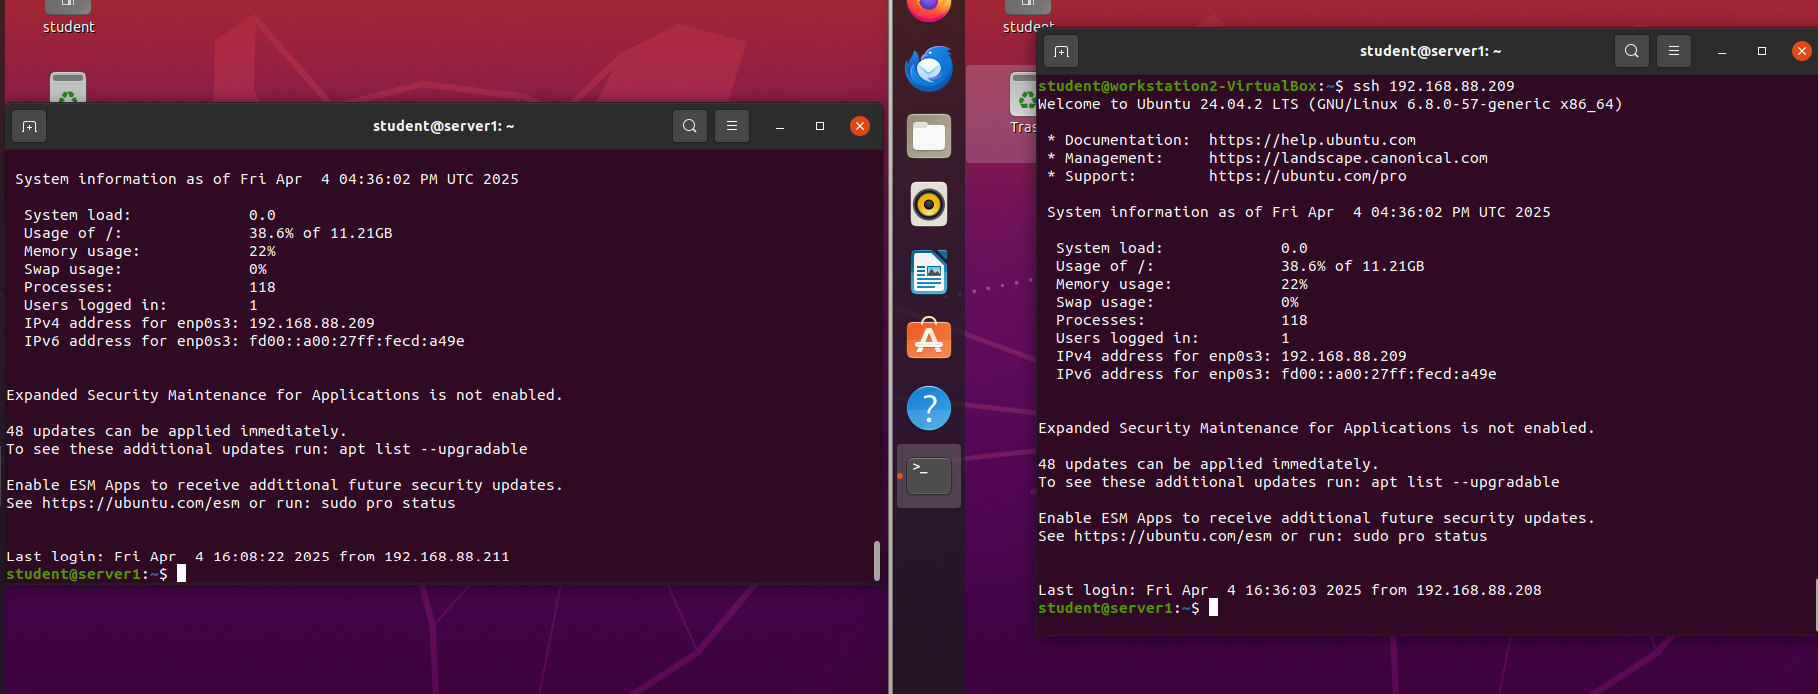 student
student@server1: ~
System information as of Fri Apr  4 04:36:02 PM UTC 2025
System load:             0.0
Usage of /:              38.6% of 11.21GB
Memory usage:            22%
Swap usage:              0%
Processes:               118
Users logged in:         1
IPv4 address for enp0s3: 192.168.88.209
IPv6 address for enp0s3: fd00::a00:27ff:fecd:a49e
Expanded Security Maintenance for Applications is not enabled.
48 updates can be applied immediately.
To see these additional updates run: apt list --upgradable
Enable ESM Apps to receive additional future security updates.
See https://ubuntu.com/esm or run: sudo pro status
Last login: Fri Apr  4 16:08:22 2025 from 192.168.88.211
student@server1:~$
student
Tras
student@server1: ~
student@workstation2-VirtualBox:~$ ssh 192.168.88.209
Welcome to Ubuntu 24.04.2 LTS (GNU/Linux 6.8.0-57-generic x86_64)
* Documentation:  https://help.ubuntu.com
* Management:     https://landscape.canonical.com
* Support:        https://ubuntu.com/pro
System information as of Fri Apr  4 04:36:02 PM UTC 2025
System load:             0.0
Usage of /:              38.6% of 11.21GB
Memory usage:            22%
Swap usage:              0%
Processes:               118
Users logged in:         1
IPv4 address for enp0s3: 192.168.88.209
IPv6 address for enp0s3: fd00::a00:27ff:fecd:a49e
Expanded Security Maintenance for Applications is not enabled.
48 updates can be applied immediately.
To see these additional updates run: apt list --upgradable
Enable ESM Apps to receive additional future security updates.
See https://ubuntu.com/esm or run: sudo pro status
Last login: Fri Apr  4 16:36:03 2025 from 192.168.88.208
student@server1:~$